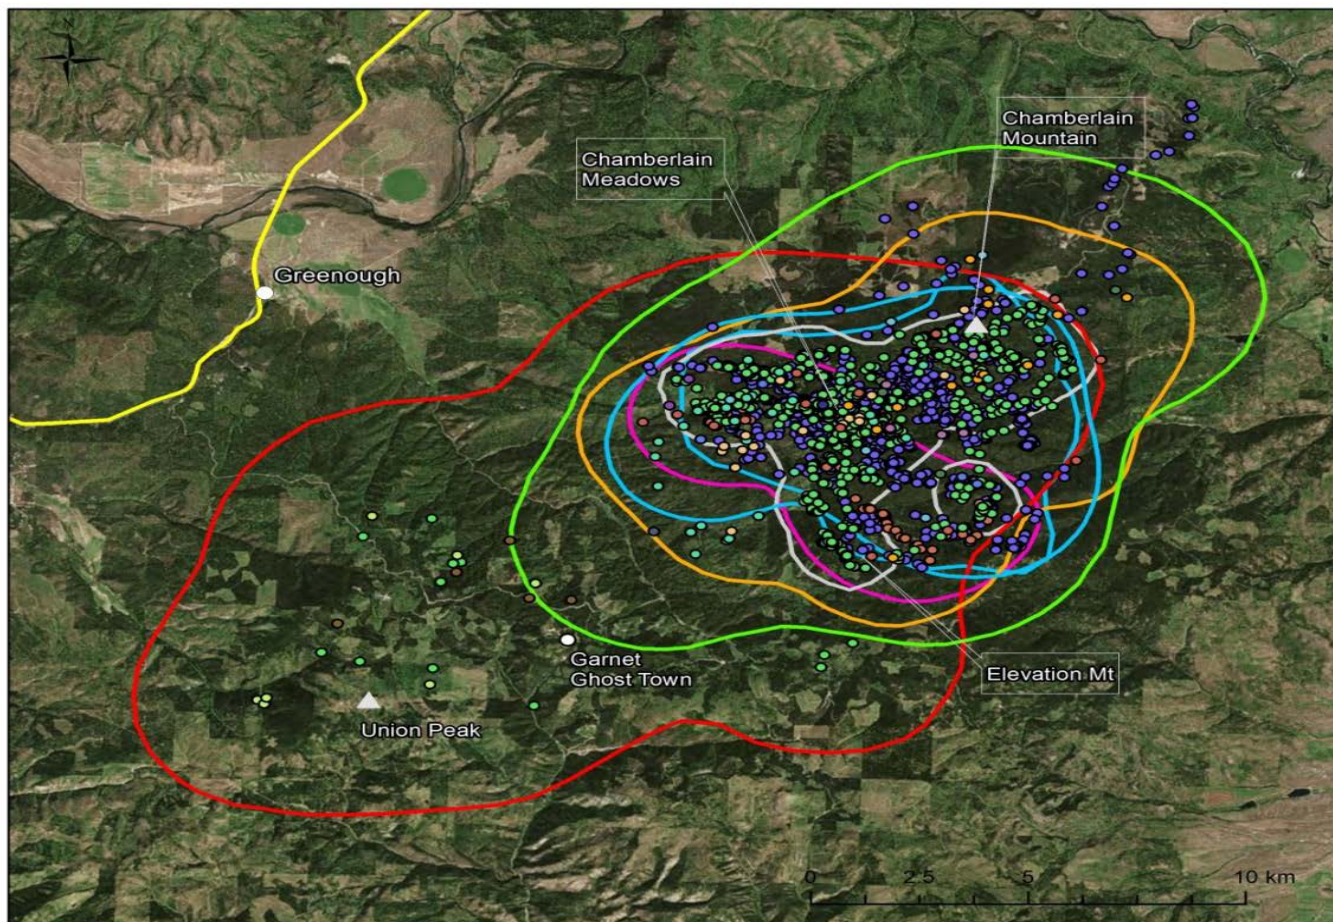 N
Chamberlain
Mountain
Chamberlain
Meadows
Greenough
Garnet
Ghost Town
Elevation Mt
Union Peak
0 2.5 5 10 km